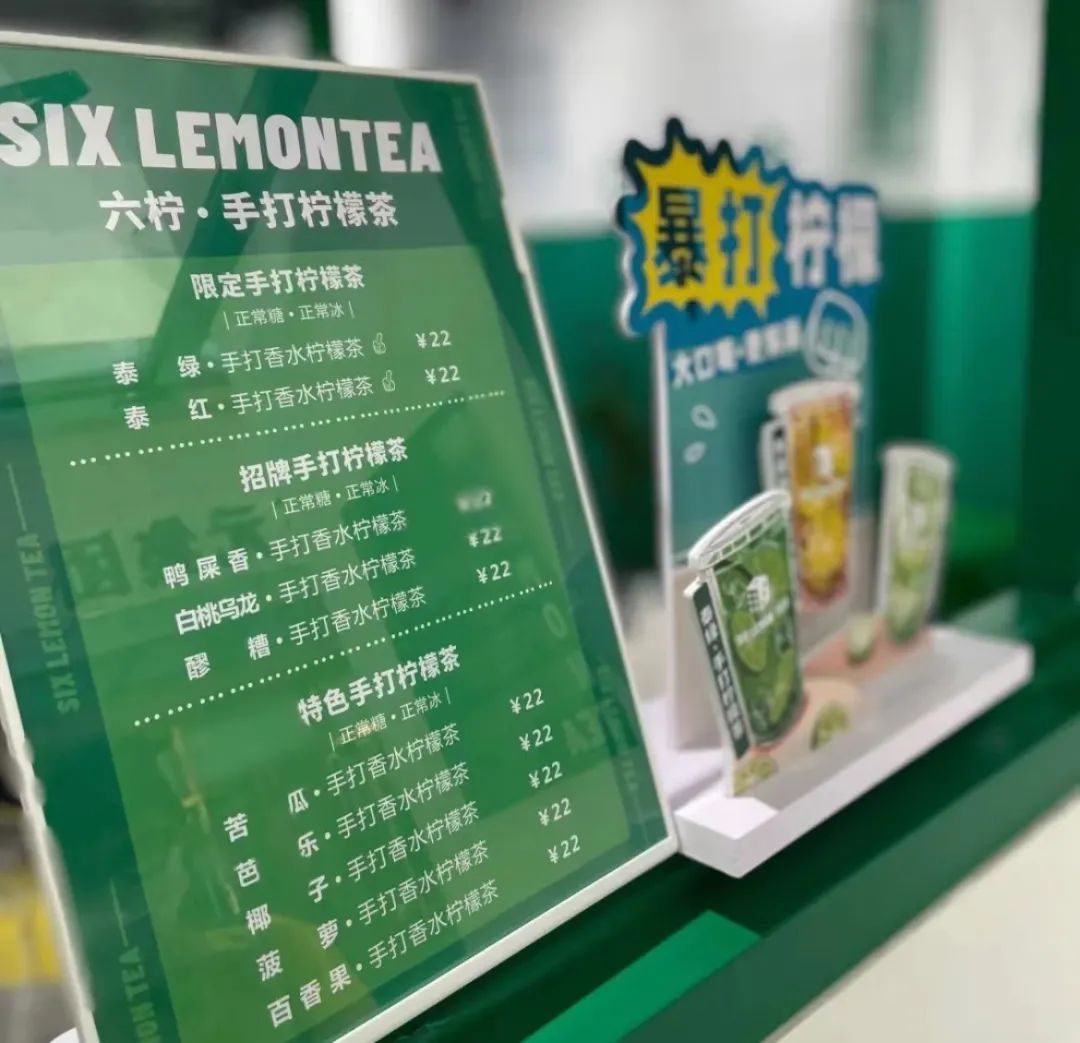 SIX LEMONTEA
六柠·手打柠檬茶
限定手打柠檬茶
|正常糖·正常冰|
泰绿·手打香水柠檬茶 ¥22
泰红·手打香水柠檬茶 ¥22
招牌手打柠檬茶
|正常糖·正常冰|
鸭屎香·手打香水柠檬茶
白桃乌龙·手打香水柠檬茶 ¥22
醪糟·手打香水柠檬茶 ¥22
特色手打柠檬茶
|正常糖·正常冰|
苦瓜·手打香水柠檬茶 ¥22
芭乐·手打香水柠檬茶 ¥22
椰子·手打香水柠檬茶 ¥22
菠萝·手打香水柠檬茶 ¥22
百香果·手打香水柠檬茶 ¥22
SIX LEMON TEA
MON TEA
暴打柠檬
大口喝·